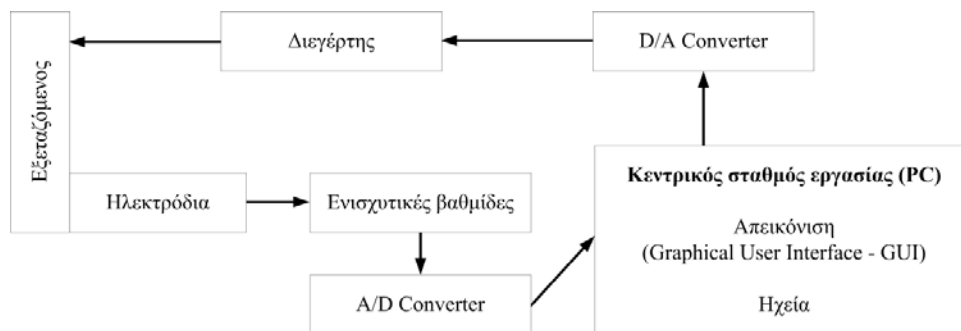 Διεγέρτης
D/A Converter
Εξεταζόμενος
Κεντρικός σταθμός εργασίας (PC)
Ηλεκτρόδια
Ενισχυτικές βαθμίδες
Απεικόνιση
(Graphical User Interface - GUI)
A/D Converter
Ηχεία